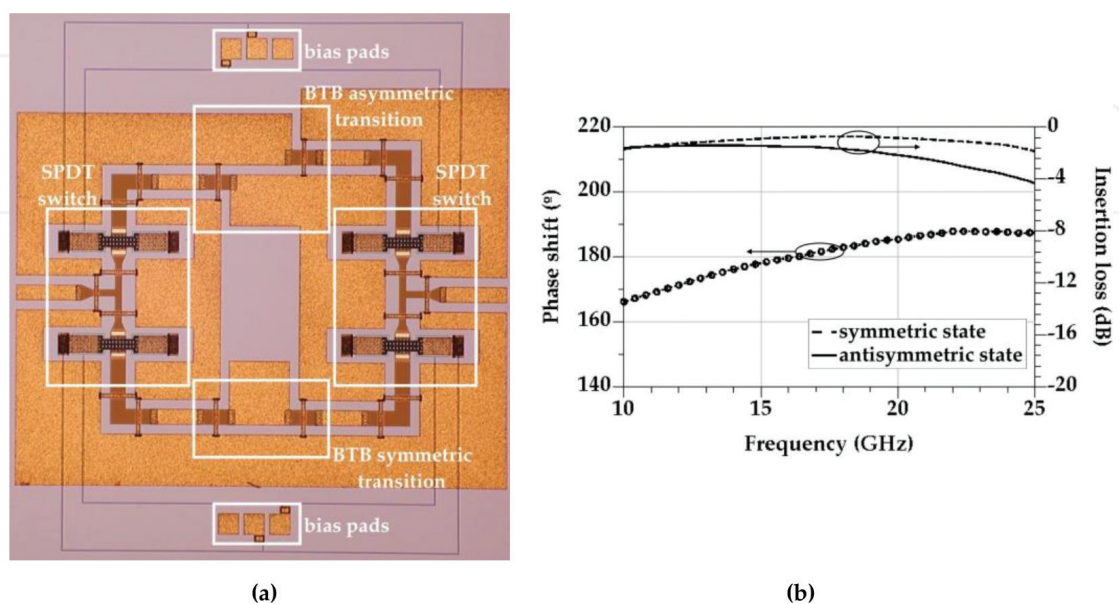 bias pads
BTB asymmetric
transition
SPDT
switch
SPDT
switch
BTB symmetric
transition
bias pads
(a)
220
200
180
160
140
0
-4
-8
-12
-16
-20
10
15
20
25
Phase shift (º)
Insertion loss (dB)
Frequency (GHz)
symmetric state
antisymmetric state
(b)